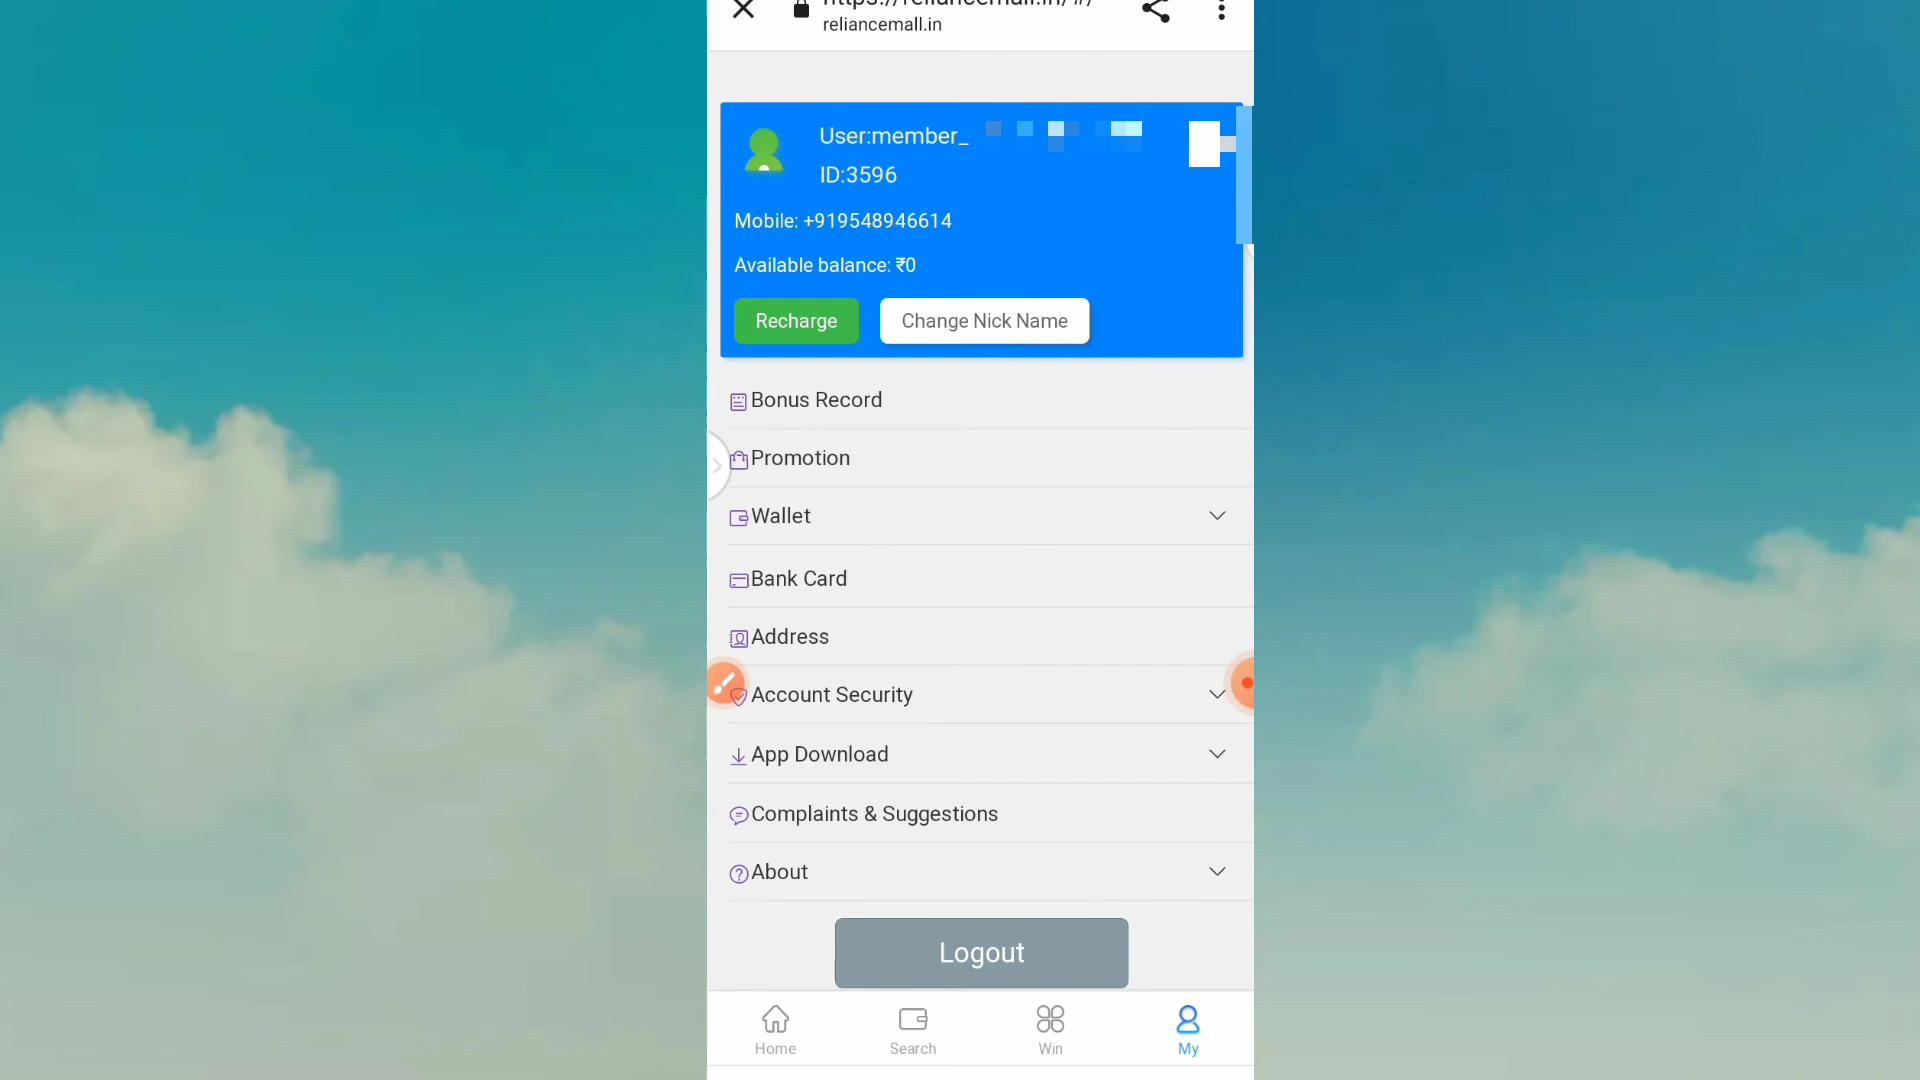 reliancemall.in
User:member_
ID:3596
Mobile: +919548946614
Available balance: ₹0
Recharge
Change Nick Name
Bonus Record
Promotion
Wallet
Bank Card
Address
Account Security
App Download
Complaints & Suggestions
About
Logout
Home
Search
Win
My